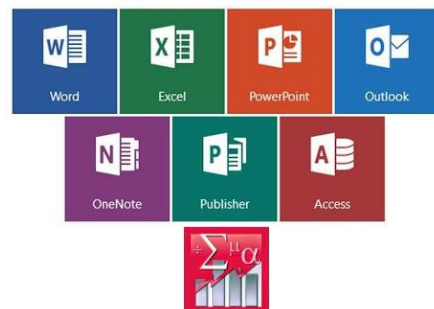 W X P O
Word Excel PowerPoint Outlook
N P A
OneNote Publisher Access
÷ Σ μ α